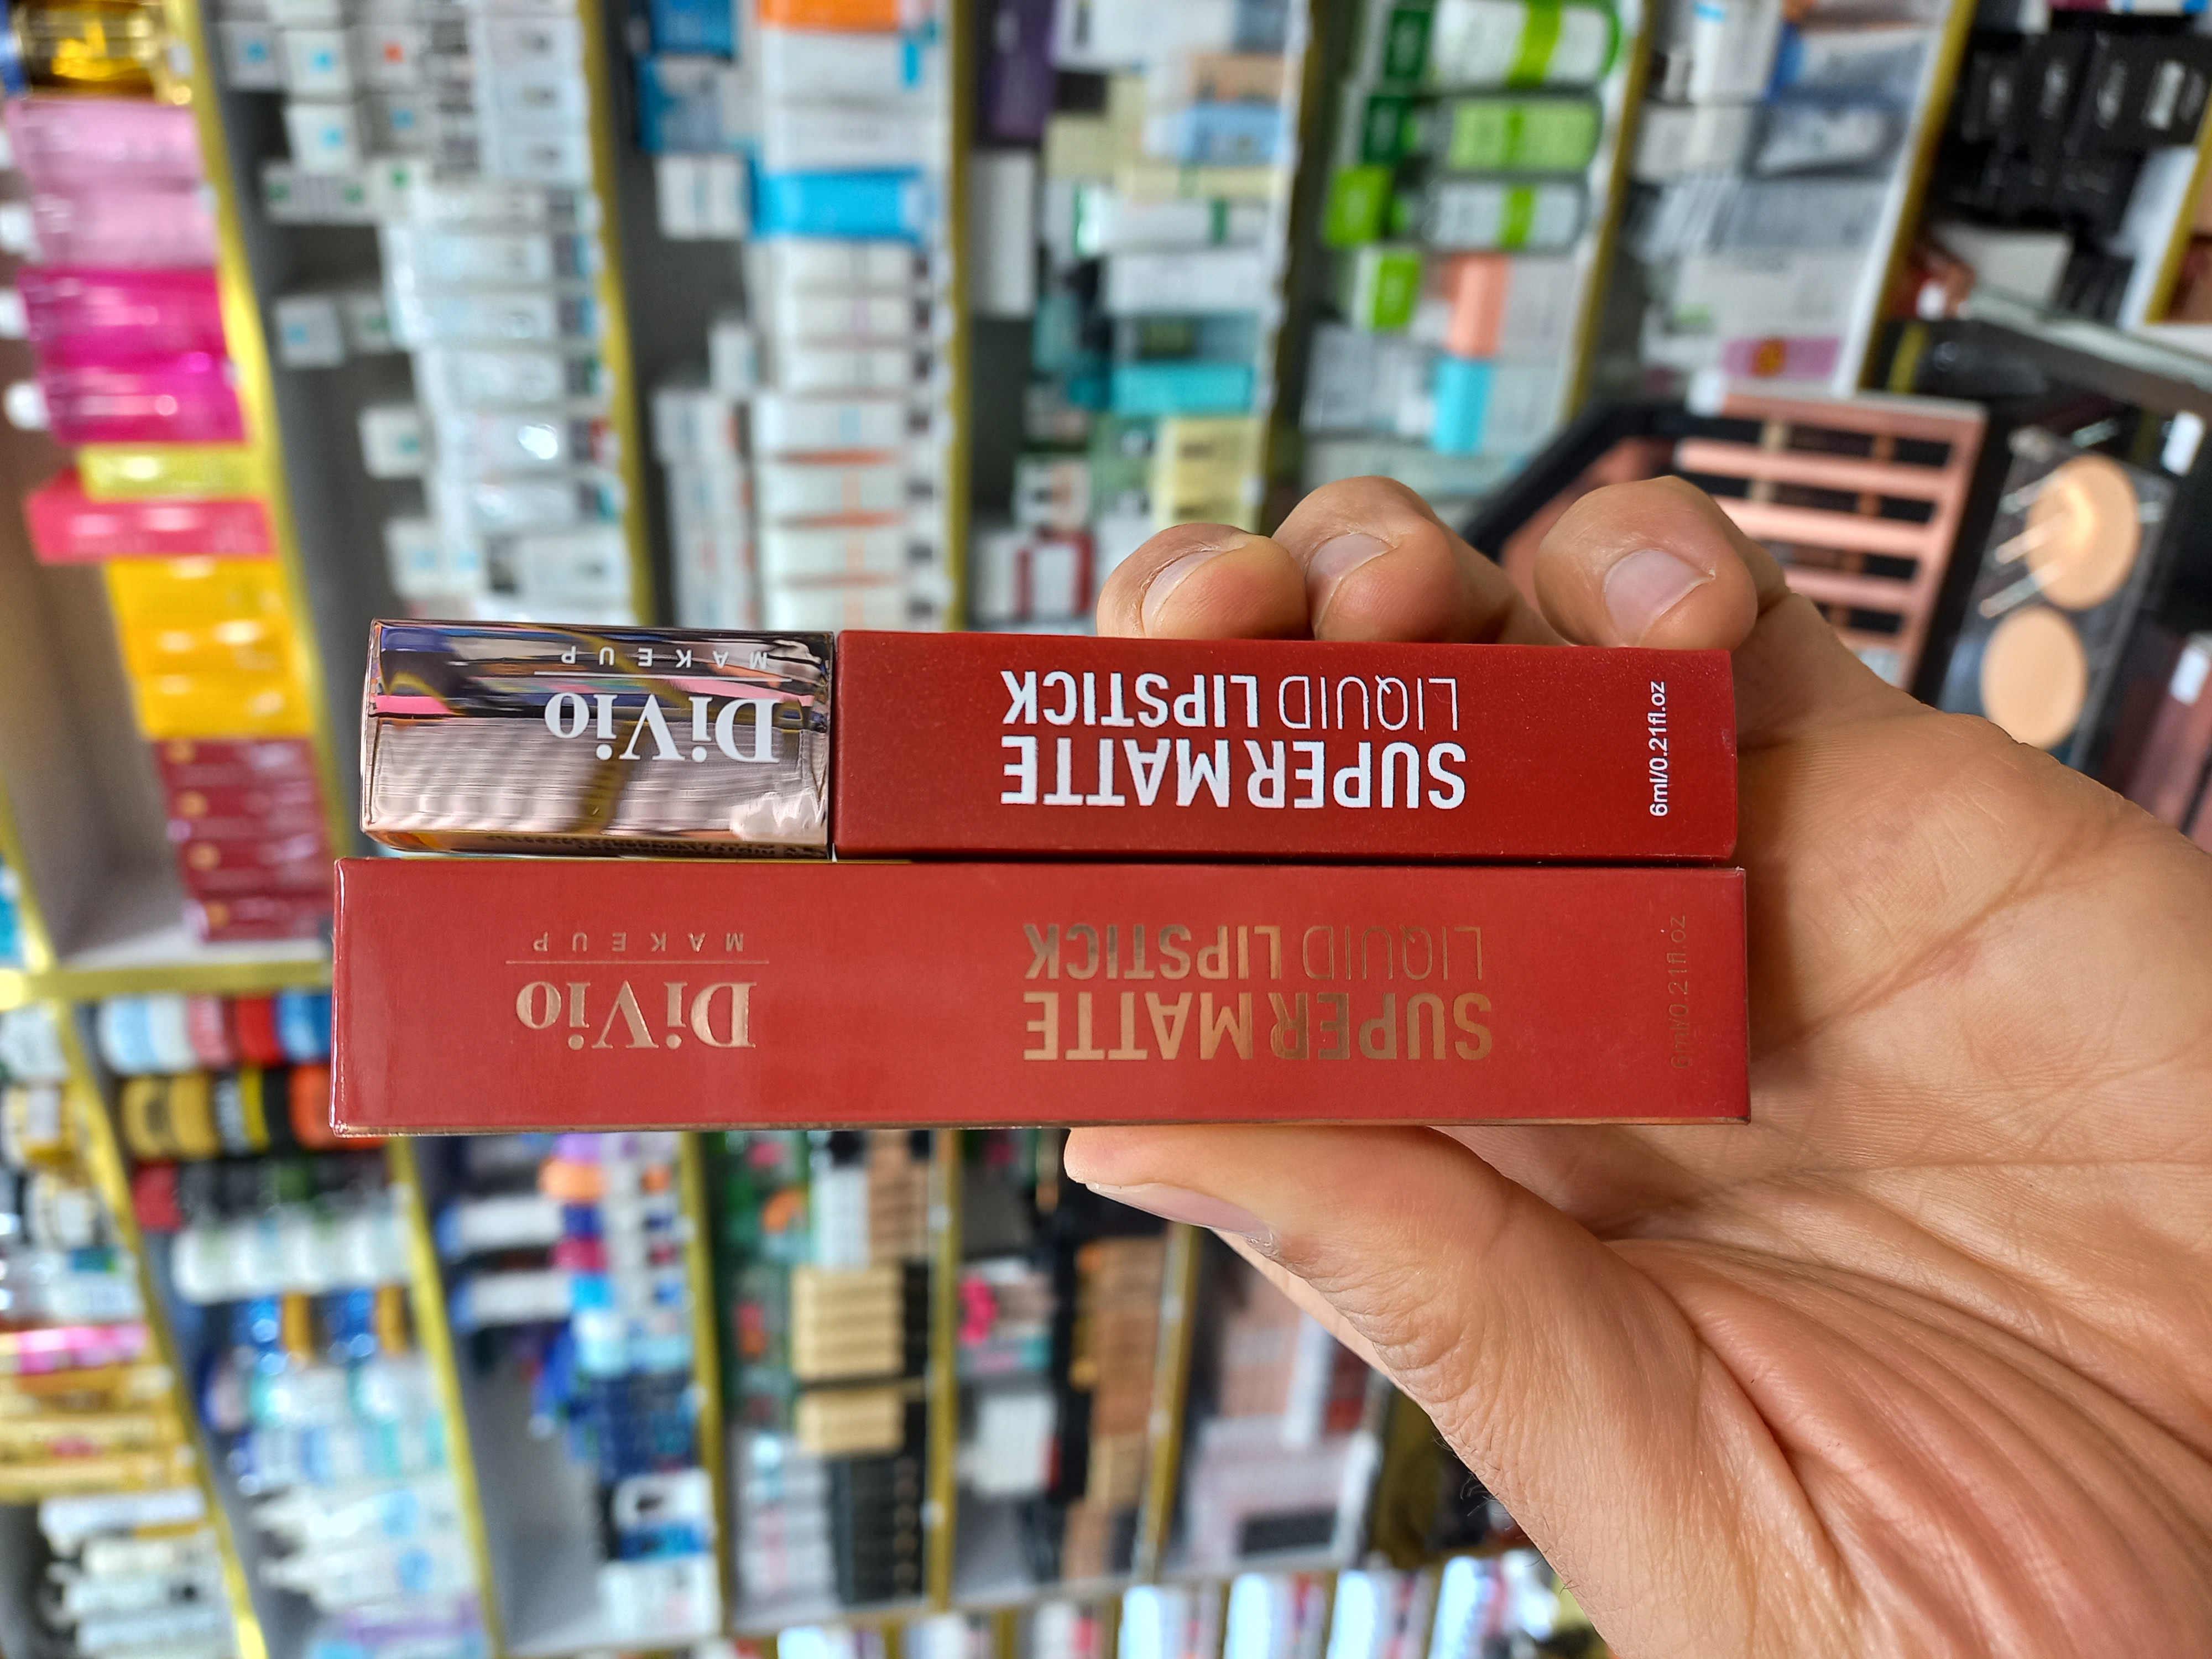 DiVio
MAKEUP
SUPER MATTE
LIQUID LIPSTICK
6ml/0.21fl.oz
DiVio
MAKEUP
SUPER MATTE
LIQUID LIPSTICK
6ml/0.21fl.oz